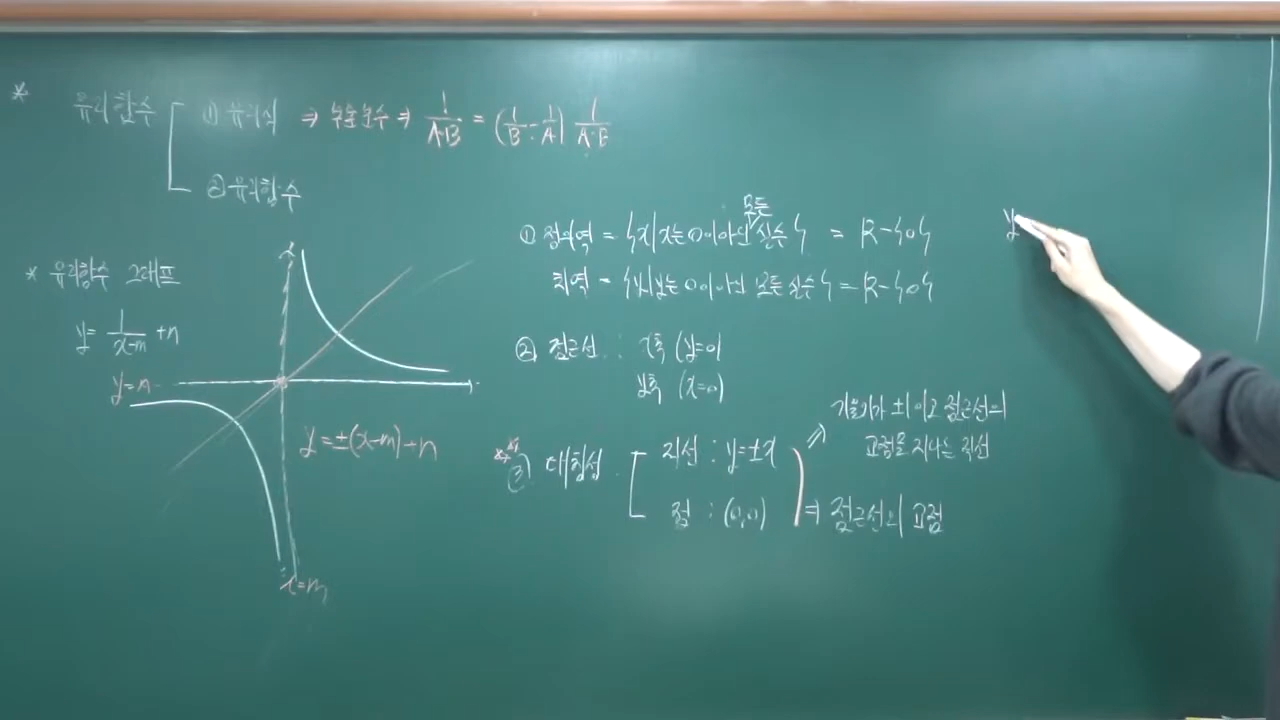 * 유리함수 ① 유리식 ⇒ 부분분수 ⇒ 1/(A·B) = (1/B - 1/A) 1/(A-B)
② 유리함수
* 유리함수 그래프
y = 1/(x-m) + n
y=n
y=±(x-m)+n
x=m
모든
① 정의역 = {x|x는 0이 아닌 실수} = R-{0}
치역 = {y|y는 0이 아닌 모든 실수} = R-{0}
② 점근선 : x축 (y=0)
y축 (x=0)
③ 대칭성 직선 : y=±x
점 : (0,0) ⇒ 점근선의 교점
⇒ 기울기가 ±1이고 점근선의
교점을 지나는 직선
y